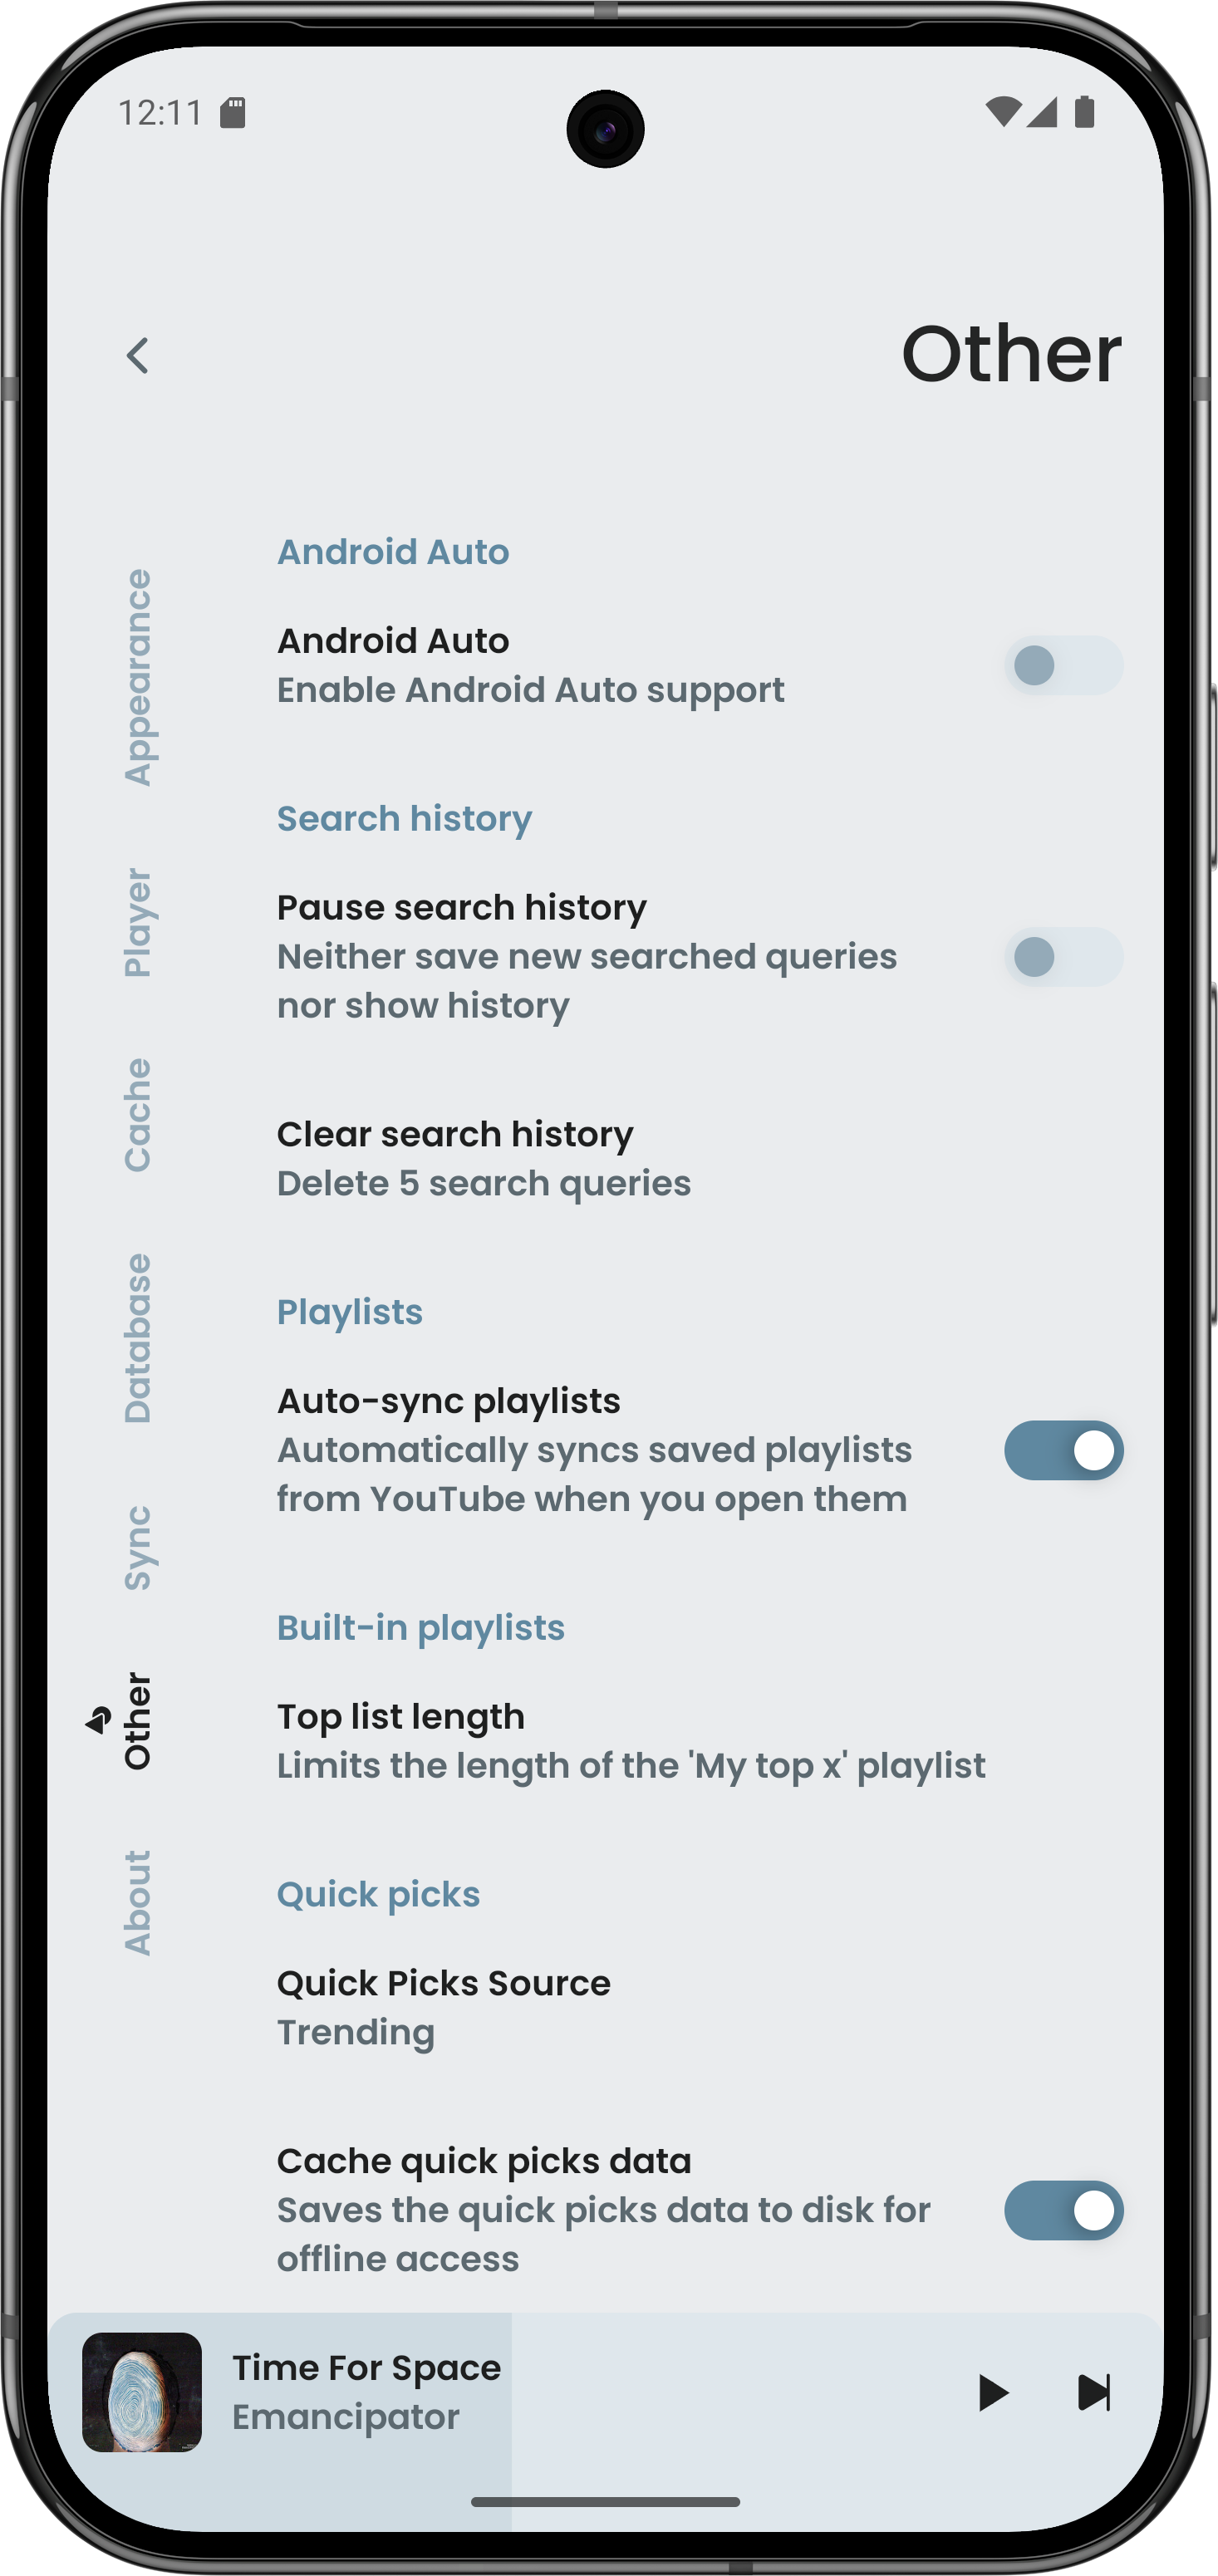 12:11
Other
Appearance
Player
Cache
Database
Sync
Other
About
Android Auto
Android Auto
Enable Android Auto support
Search history
Pause search history
Neither save new searched queries
nor show history
Clear search history
Delete 5 search queries
Playlists
Auto-sync playlists
Automatically syncs saved playlists
from YouTube when you open them
Built-in playlists
Top list length
Limits the length of the 'My top x' playlist
Quick picks
Quick Picks Source
Trending
Cache quick picks data
Saves the quick picks data to disk for
offline access
Time For Space
Emancipator